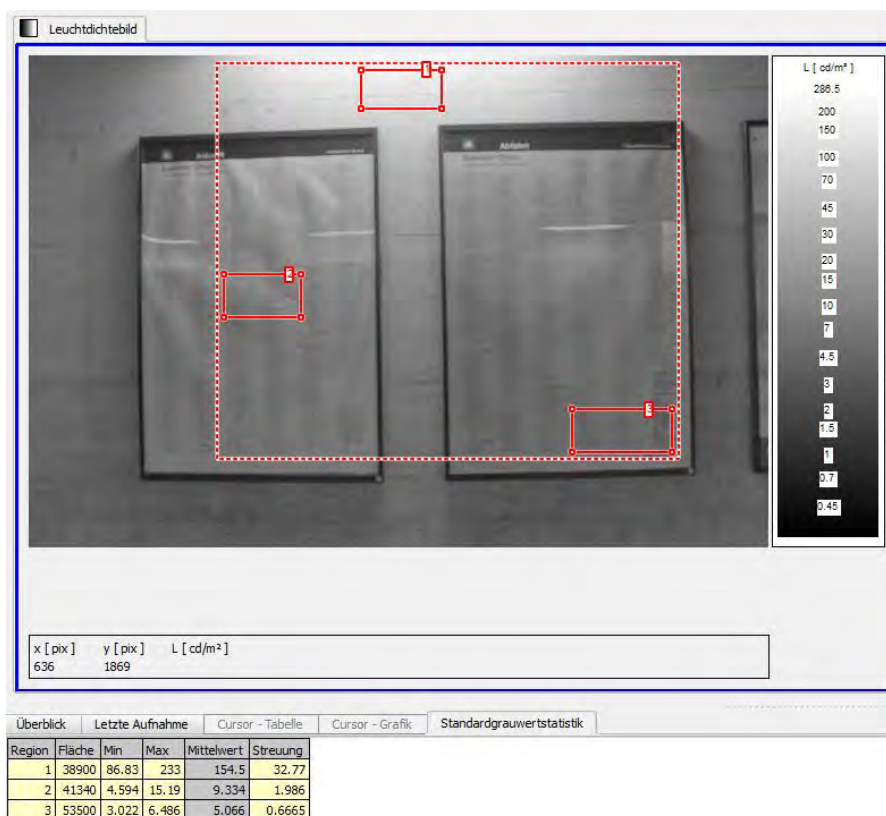 Leuchtdichtebild
L [ cd/m² ]
286.5
200
150
100
70
45
30
20
15
10
7
4.5
3
2
1.5
1
0.7
0.45
1
Abfahrt
2
3
x [ pix ] y [ pix ] L [ cd/m² ]
636 1869
Überblick Letzte Aufnahme Cursor - Tabelle Cursor - Grafik Standardgrauwertstatistik
Region Fläche Min Max Mittelwert Streuung
1 38900 86.83 233 154.5 32.77
2 41340 4.594 15.19 9.334 1.986
3 53500 3.022 6.486 5.066 0.6665